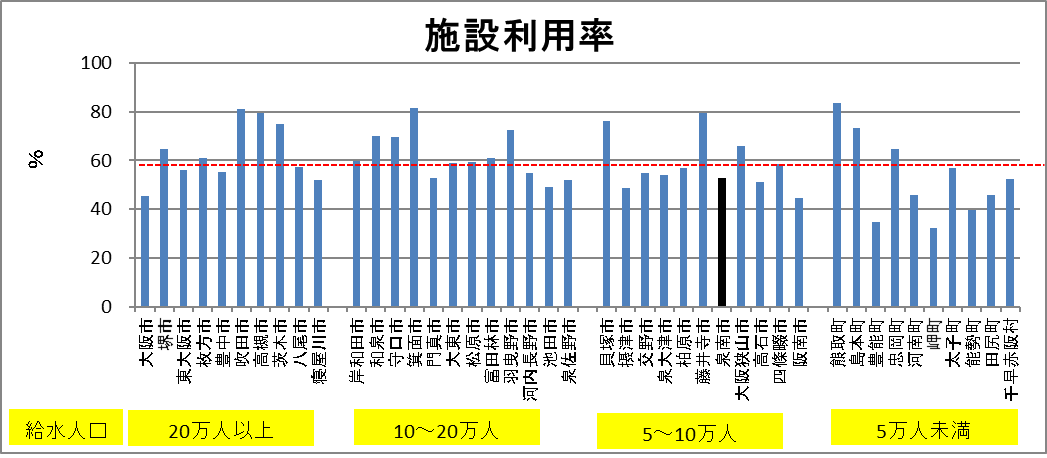 施設利用率
%
100
80
60
40
20
0
大阪市
堺市
東大阪市
枚方市
豊中市
吹田市
高槻市
茨木市
八尾市
寝屋川市
岸和田市
和泉市
守口市
箕面市
門真市
大東市
松原市
富田林市
羽曳野市
河内長野市
池田市
泉佐野市
貝塚市
摂津市
交野市
泉大津市
柏原市
藤井寺市
泉南市
大阪狭山市
高石市
四條畷市
阪南市
熊取町
島本町
豊能町
忠岡町
河南町
岬町
太子町
能勢町
田尻町
千早赤阪村
給水人口
20万人以上
10～20万人
5～10万人
5万人未満